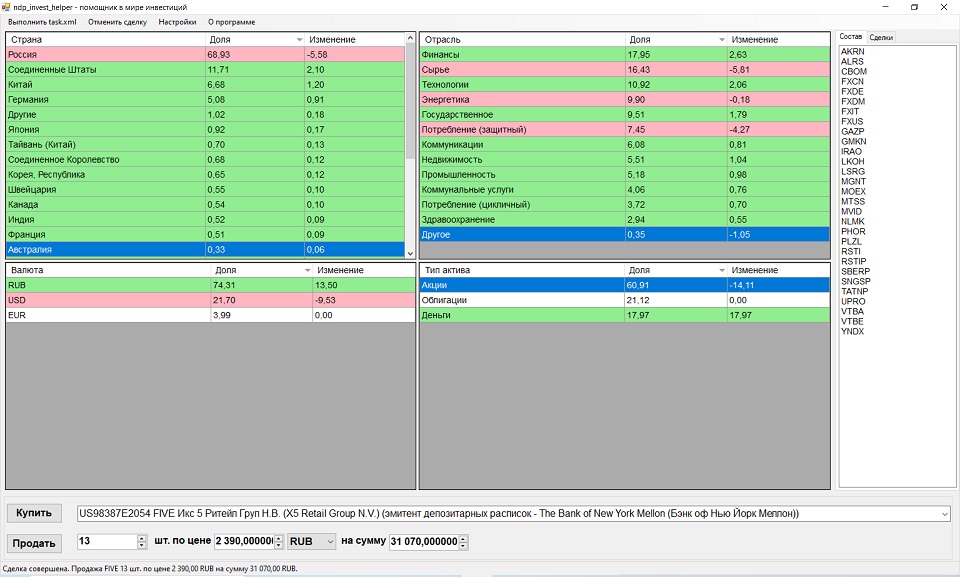 ndp_invest_helper - помощник в мире инвестиций
Выполнить task.xml Отменить сделку Настройки О программе
Страна Доля Изменение
Россия 68,93 -5,58
Соединенные Штаты 11,71 2,10
Китай 6,68 1,20
Германия 5,08 0,91
Другие 1,02 0,18
Япония 0,92 0,17
Тайвань (Китай) 0,70 0,13
Соединенное Королевство 0,68 0,12
Корея, Республика 0,65 0,12
Швейцария 0,55 0,10
Канада 0,54 0,10
Индия 0,52 0,09
Франция 0,51 0,09
Австралия 0,33 0,06
Отрасль Доля Изменение
Финансы 17,95 2,63
Сырье 16,43 -5,81
Технологии 10,92 2,06
Энергетика 9,90 -0,18
Государственное 9,51 1,79
Потребление (защитный) 7,45 -4,27
Коммуникации 6,08 0,81
Недвижимость 5,51 1,04
Промышленность 5,18 0,98
Коммунальные услуги 4,06 0,76
Потребление (цикличный) 3,72 0,70
Здравоохранение 2,94 0,55
Другое 0,35 -1,05
Валюта Доля Изменение
RUB 74,31 13,50
USD 21,70 -9,53
EUR 3,99 0,00
Тип актива Доля Изменение
Акции 60,91 -14,11
Облигации 21,12 0,00
Деньги 17,97 17,97
Состав Сделки
AKRN
ALRS
CBOM
FXCN
FXDE
FXDM
FXIT
FXUS
GAZP
GMKN
IRAO
LKOH
LSRG
MGNT
MOEX
MTSS
MVID
NLMK
PHOR
PLZL
RSTI
RSTIP
SBERP
SNGSP
TATNP
UPRO
VTBA
VTBE
YNDX
Купить US98387E2054 FIVE Икс 5 Ритейл Груп Н.В. (X5 Retail Group N.V.) (эмитент депозитарных расписок - The Bank of New York Mellon (Бэнк оф Нью Йорк Меллон))
Продать 13 шт. по цене 2 390,000000 RUB на сумму 31 070,000000
Сделка совершена. Продажа FIVE 13 шт. по цене 2 390,00 RUB на сумму 31 070,00 RUB.